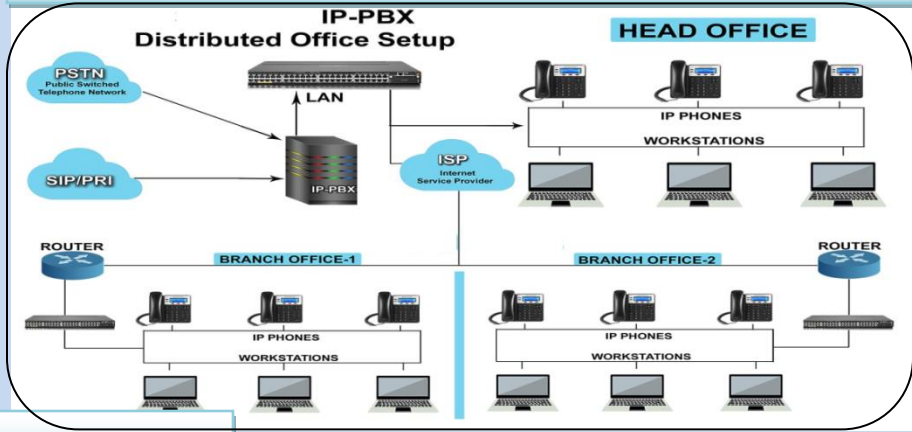 IP-PBX
Distributed Office Setup
HEAD OFFICE
PSTN
Public Switched
Telephone Network
LAN
IP PHONES
WORKSTATIONS
SIP/PRI
IP-PBX
ISP
Internet
Service Provider
ROUTER
BRANCH OFFICE-1
BRANCH OFFICE-2
ROUTER
IP PHONES
WORKSTATIONS
IP PHONES
WORKSTATIONS